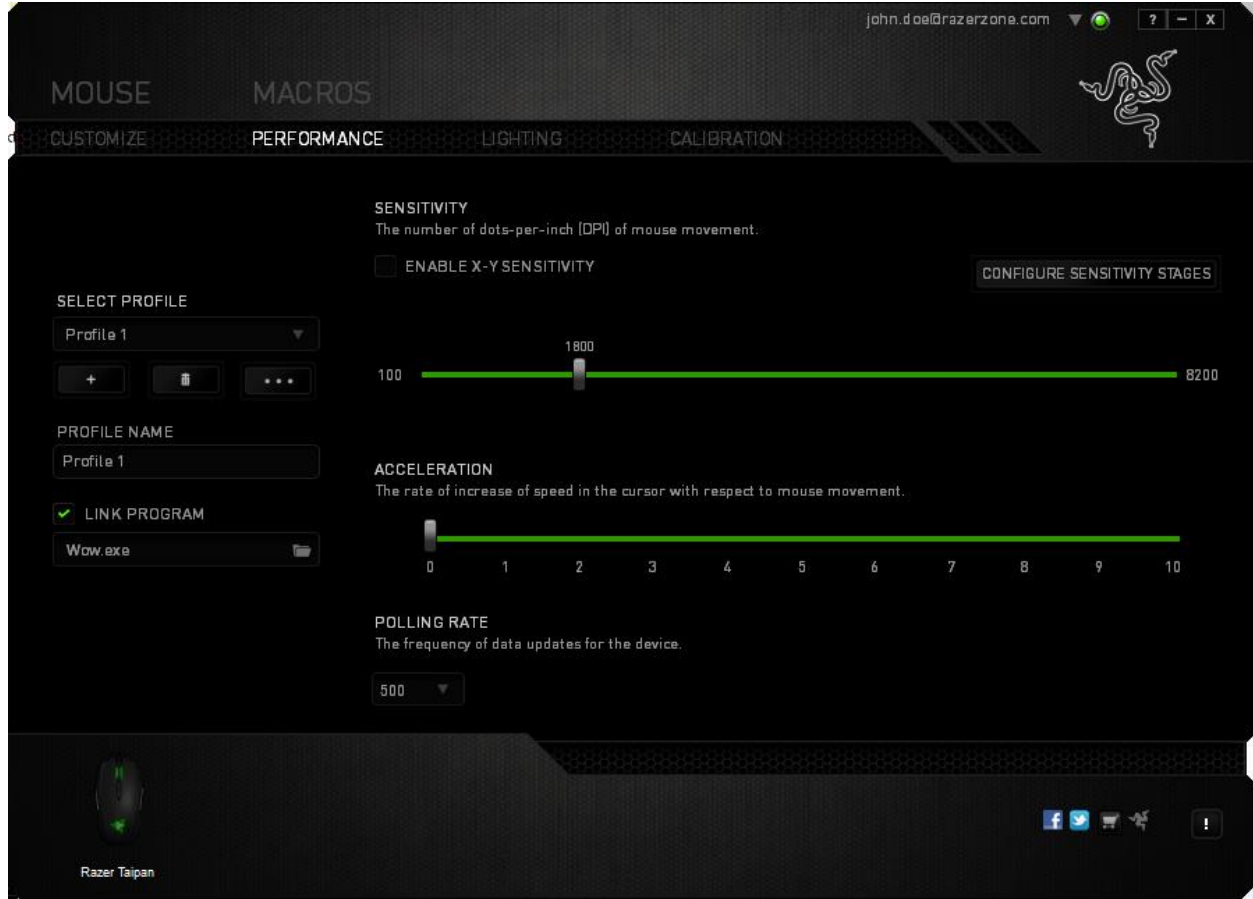 john.doe@razerzone.com
? – X
MOUSE MACROS
CUSTOMIZE PERFORMANCE LIGHTING CALIBRATION
SENSITIVITY
The number of dots-per-inch (DPI) of mouse movement.
ENABLE X-Y SENSITIVITY
CONFIGURE SENSITIVITY STAGES
SELECT PROFILE
Profile 1
+ •••
PROFILE NAME
Profile 1
LINK PROGRAM
Wow.exe
1800
100 8200
ACCELERATION
The rate of increase of speed in the cursor with respect to mouse movement.
0 1 2 3 4 5 6 7 8 9 10
POLLING RATE
The frequency of data updates for the device.
500
Razer Taipan
f
!